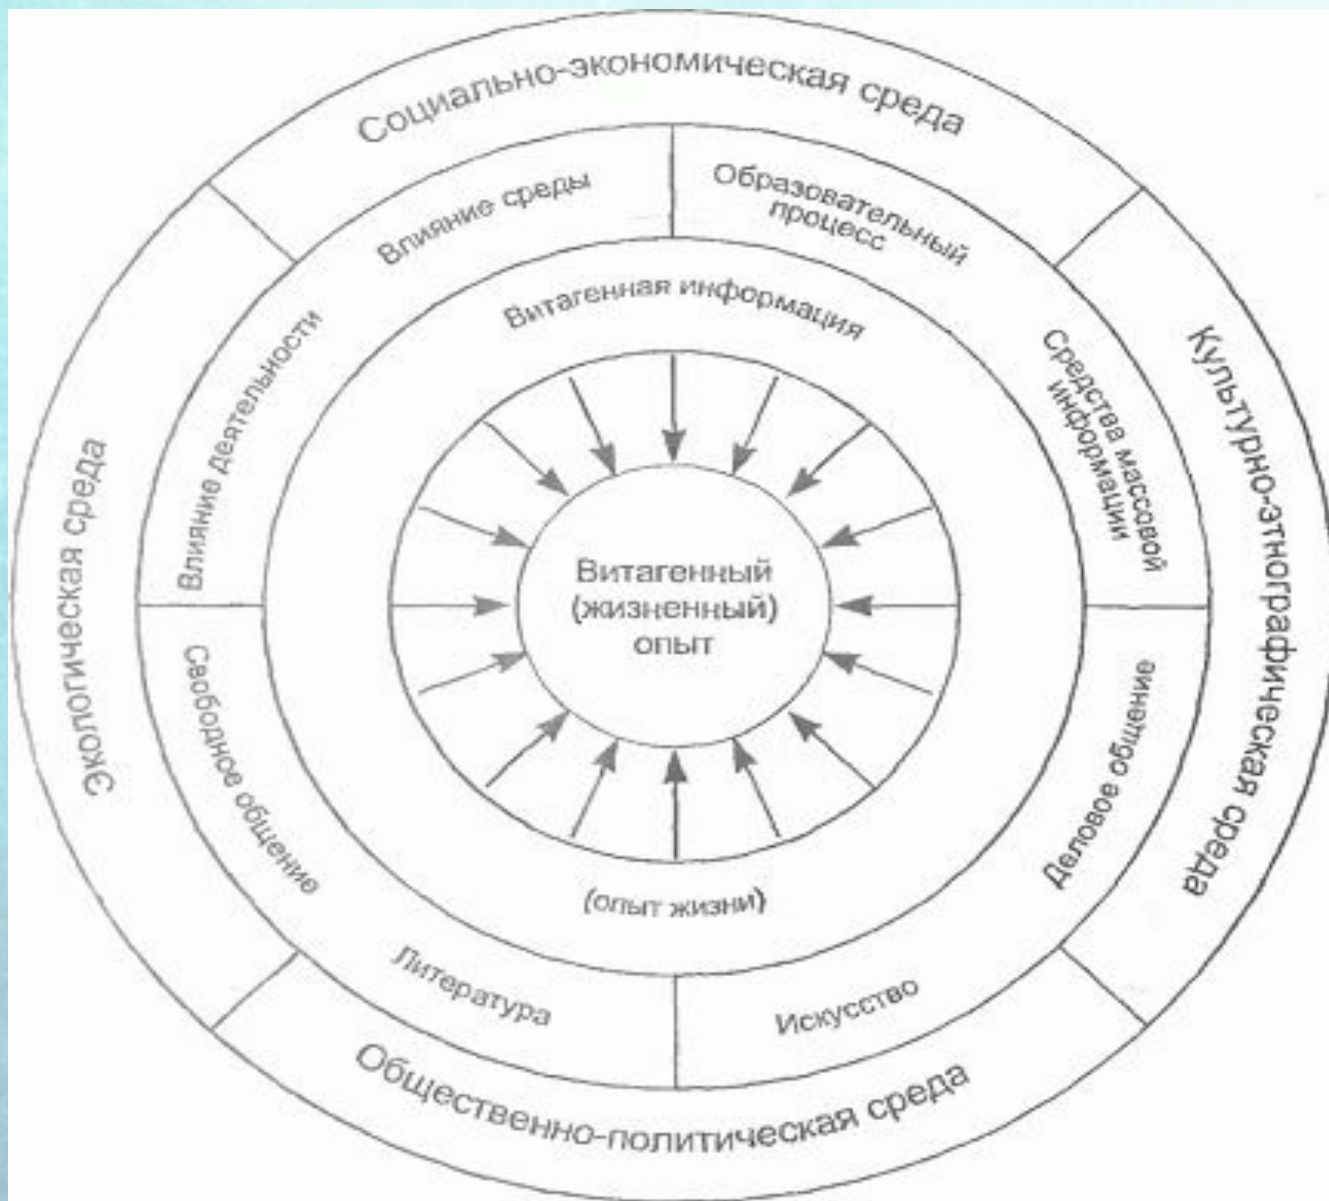 Социально-экономическая среда
Культурно-этнографическая среда
Общественно-политическая среда
Экологическая среда
Влияние среды
Образовательный
процесс
Средства массовой
информации
Деловое общение
Искусство
Литература
Свободное общение
Влияние деятельности
Витагенная информация
(опыт жизни)
Витагенный
(жизненный)
опыт